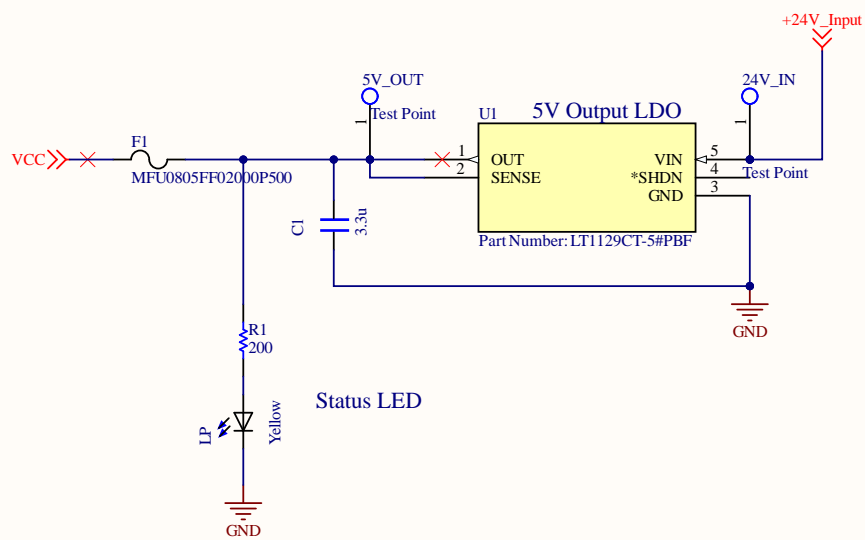 +24V_Input
5V_OUT
24V_IN
1
Test Point
U1
5V Output LDO
1
Test Point
VCC
F1
MFU0805FF02000P500
1
OUT
2
SENSE
VIN
5
*SHDN
4
GND
3
C1
3.3u
Part Number: LT1129CT-5#PBF
GND
R1
200
Status LED
LP
Yellow
GND